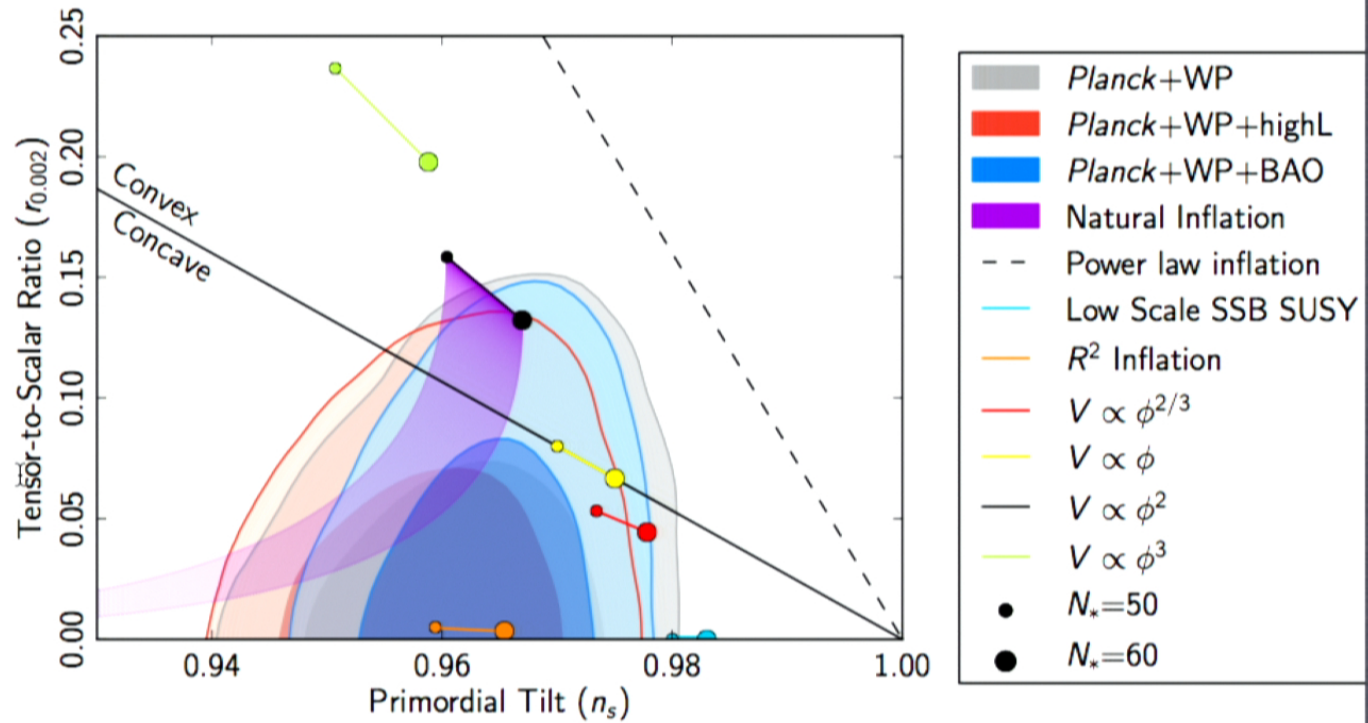 0.25
0.20
0.15
0.10
0.05
0.00
Tensor-to-Scalar Ratio (r0.002)
Convex
Concave
0.94 0.96 0.98 1.00
Primordial Tilt (ns)
Planck+WP
Planck+WP+highL
Planck+WP+BAO
Natural Inflation
Power law inflation
Low Scale SSB SUSY
R² Inflation
V ∝ ϕ^2/3
V ∝ ϕ
V ∝ ϕ²
V ∝ ϕ³
N*=50
N*=60